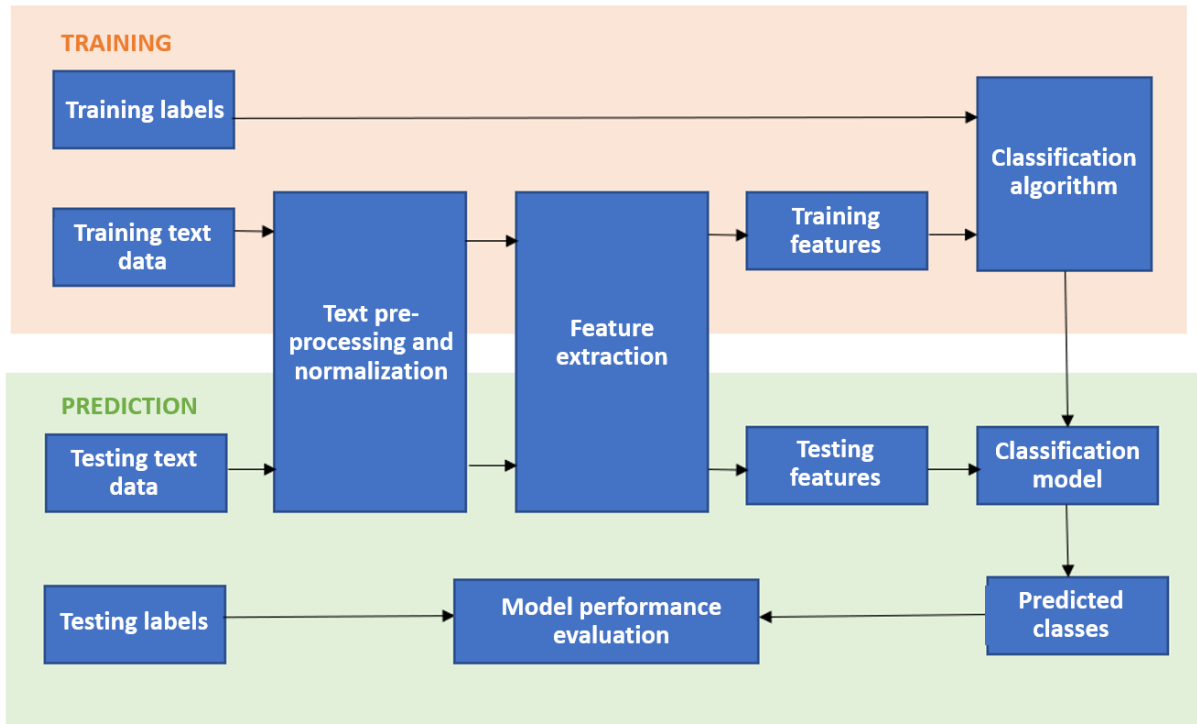 TRAINING
Training labels
Classification
algorithm
Training text
data
Text pre-
processing and
normalization
Feature
extraction
Training
features
PREDICTION
Testing text
data
Testing
features
Classification
model
Testing labels
Model performance
evaluation
Predicted
classes